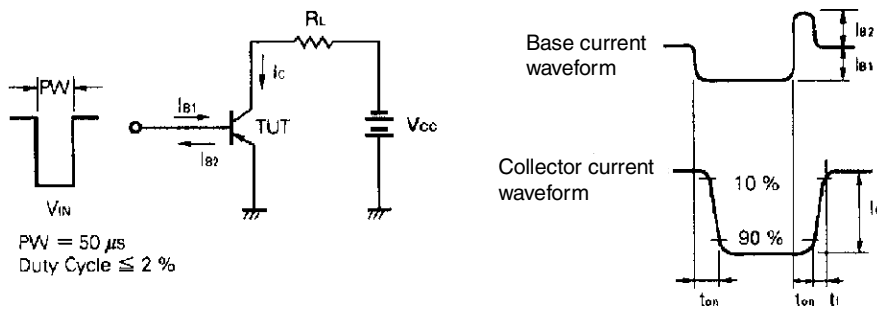 RL
PW
IC
IB1
TUT
IB2
VCC
VIN
PW = 50 μs
Duty Cycle ≦ 2 %
Base current
waveform
IB2
IB1
Collector current
waveform
10 %
90 %
ton
ton
tf